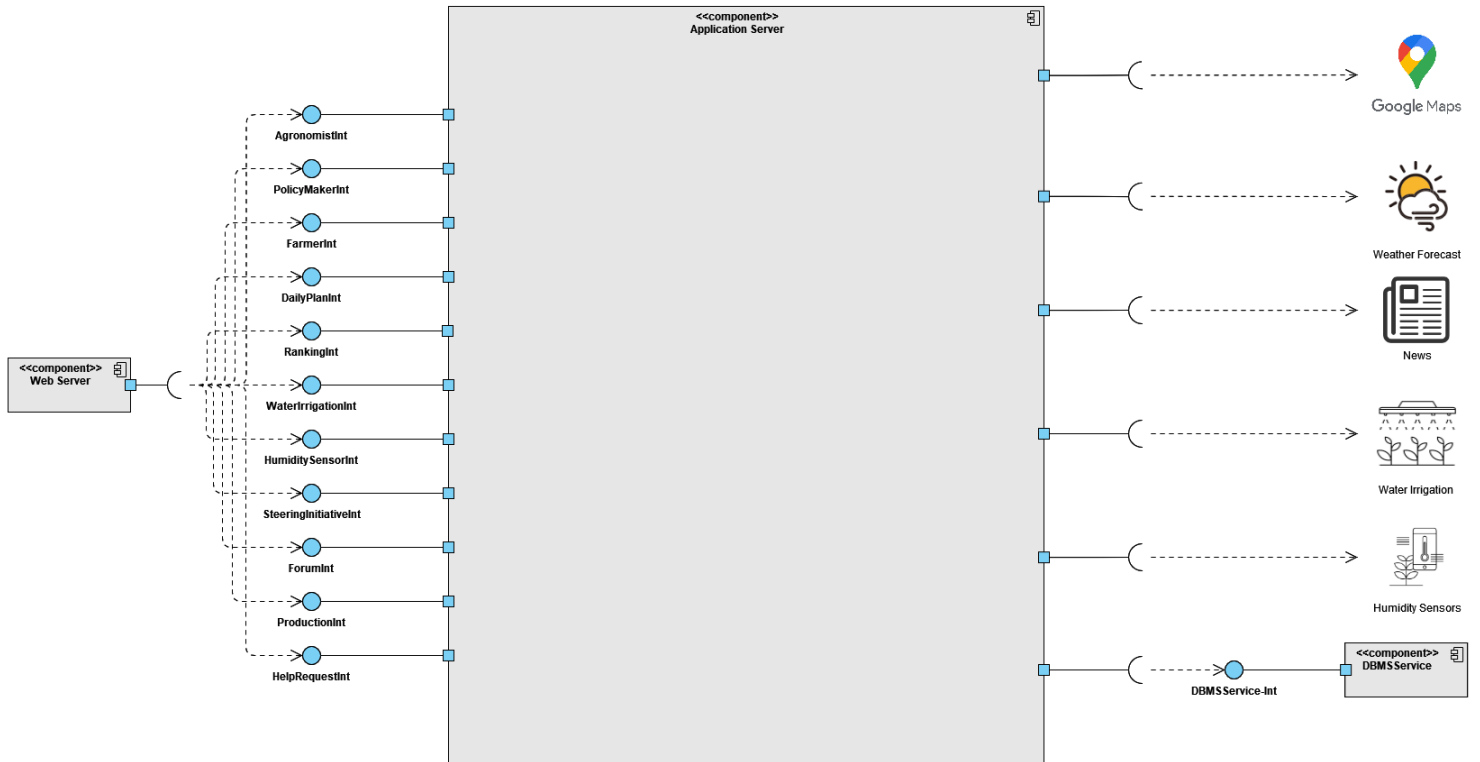 <<component>>
Application Server
Google Maps
AgronomistInt
PolicyMakerInt
FarmerInt
Weather Forecast
DailyPlanInt
RankingInt
News
<<component>>
Web Server
WaterIrrigationInt
HumiditySensorInt
Water Irrigation
SteeringInitiativeInt
ForumInt
Humidity Sensors
ProductionInt
HelpRequestInt
<<component>>
DBMSService
DBMSService-Int